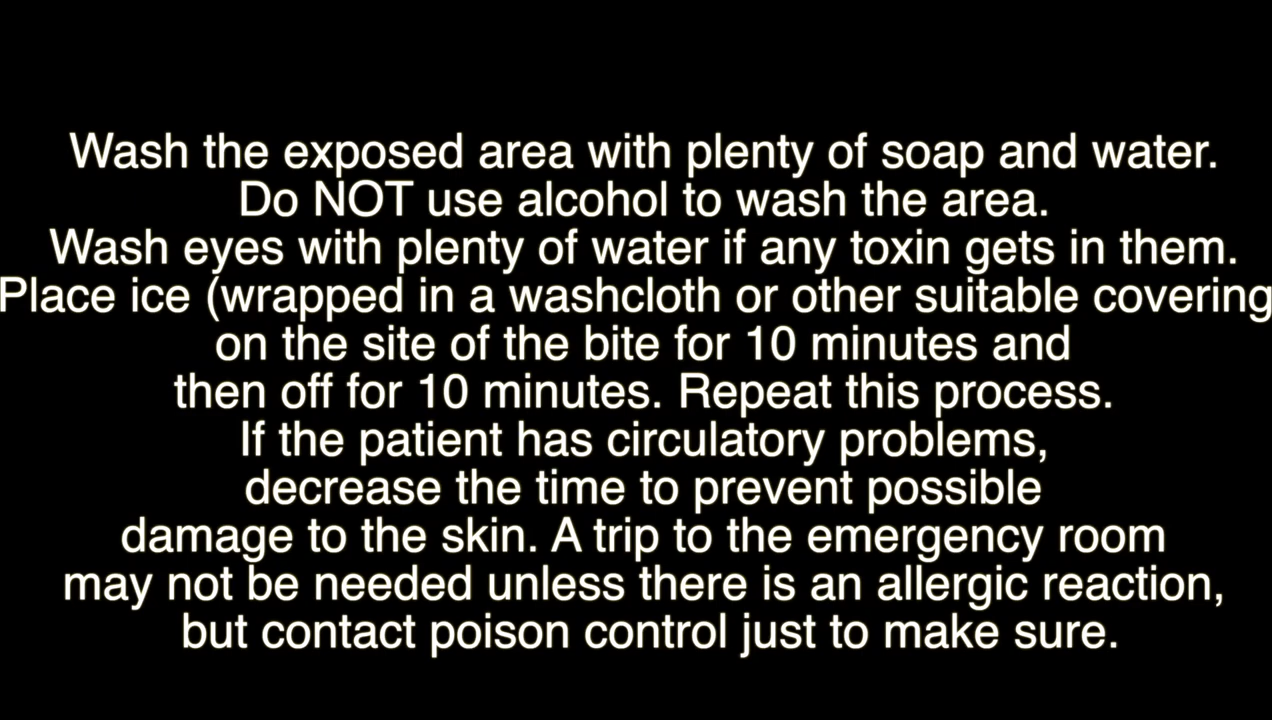 Wash the exposed area with plenty of soap and water.
Do NOT use alcohol to wash the area.
Wash eyes with plenty of water if any toxin gets in them.
Place ice (wrapped in a washcloth or other suitable covering
on the site of the bite for 10 minutes and
then off for 10 minutes. Repeat this process.
If the patient has circulatory problems,
decrease the time to prevent possible
damage to the skin. A trip to the emergency room
may not be needed unless there is an allergic reaction,
but contact poison control just to make sure.